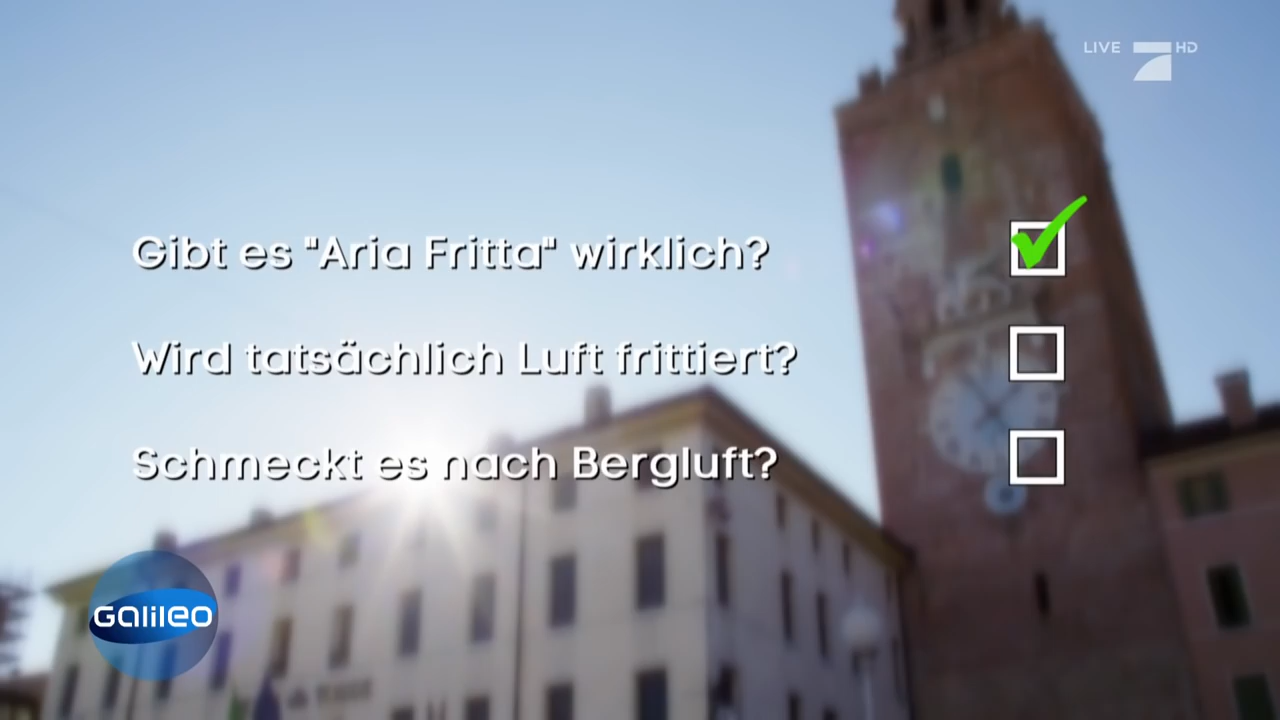 LIVE HD
Gibt es "Aria Fritta" wirklich?
Wird tatsächlich Luft frittiert?
Schmeckt es nach Bergluft?
Galileo